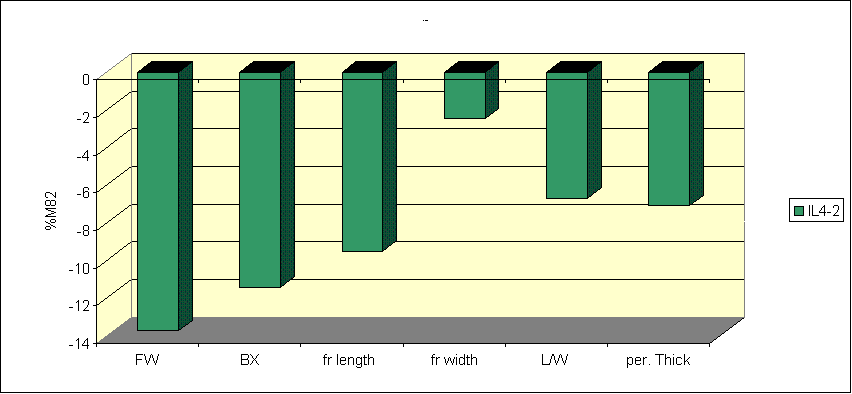 0
-2
-4
-6
-8
-10
-12
-14
%M82
FW
BX
fr length
fr width
L/W
per. Thick
IL4-2